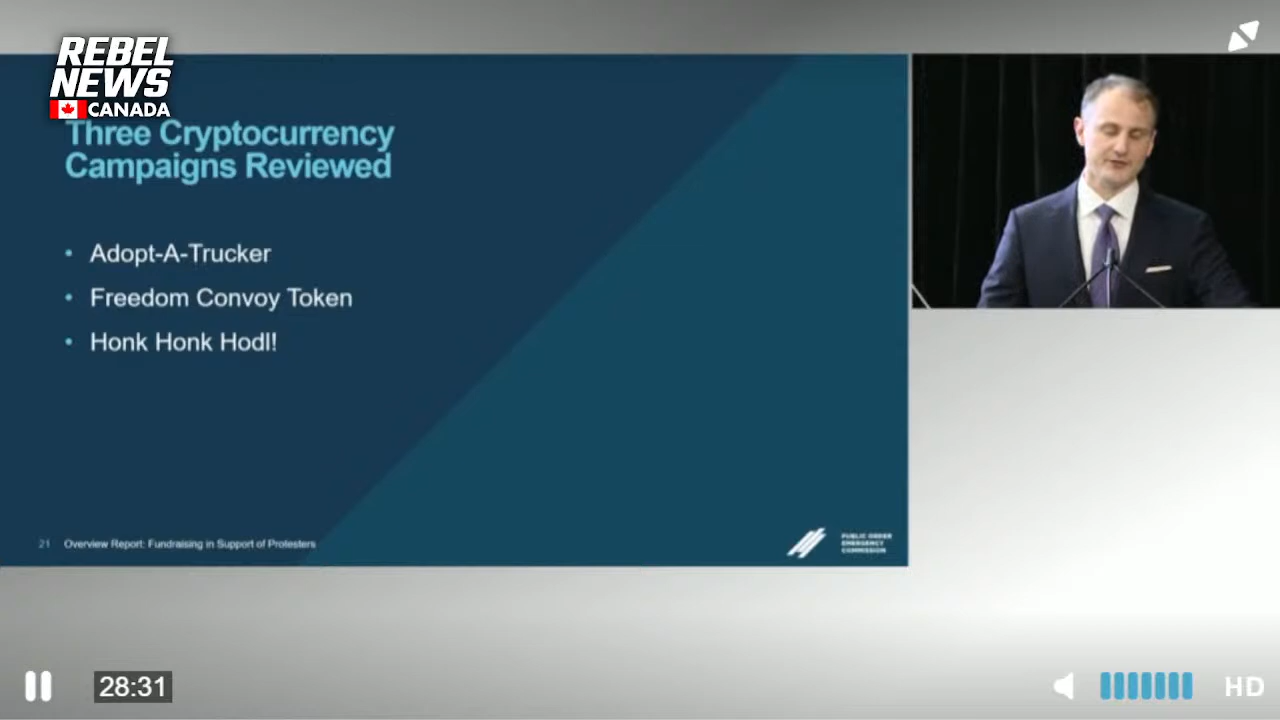 REBEL
NEWS
CANADA
Three Cryptocurrency
Campaigns Reviewed
• Adopt-A-Trucker
• Freedom Convoy Token
• Honk Honk Hodl!
21 Overview Report: Fundraising in Support of Protesters
PUBLIC ORDER
EMERGENCY
COMMISSION
28:31
HD